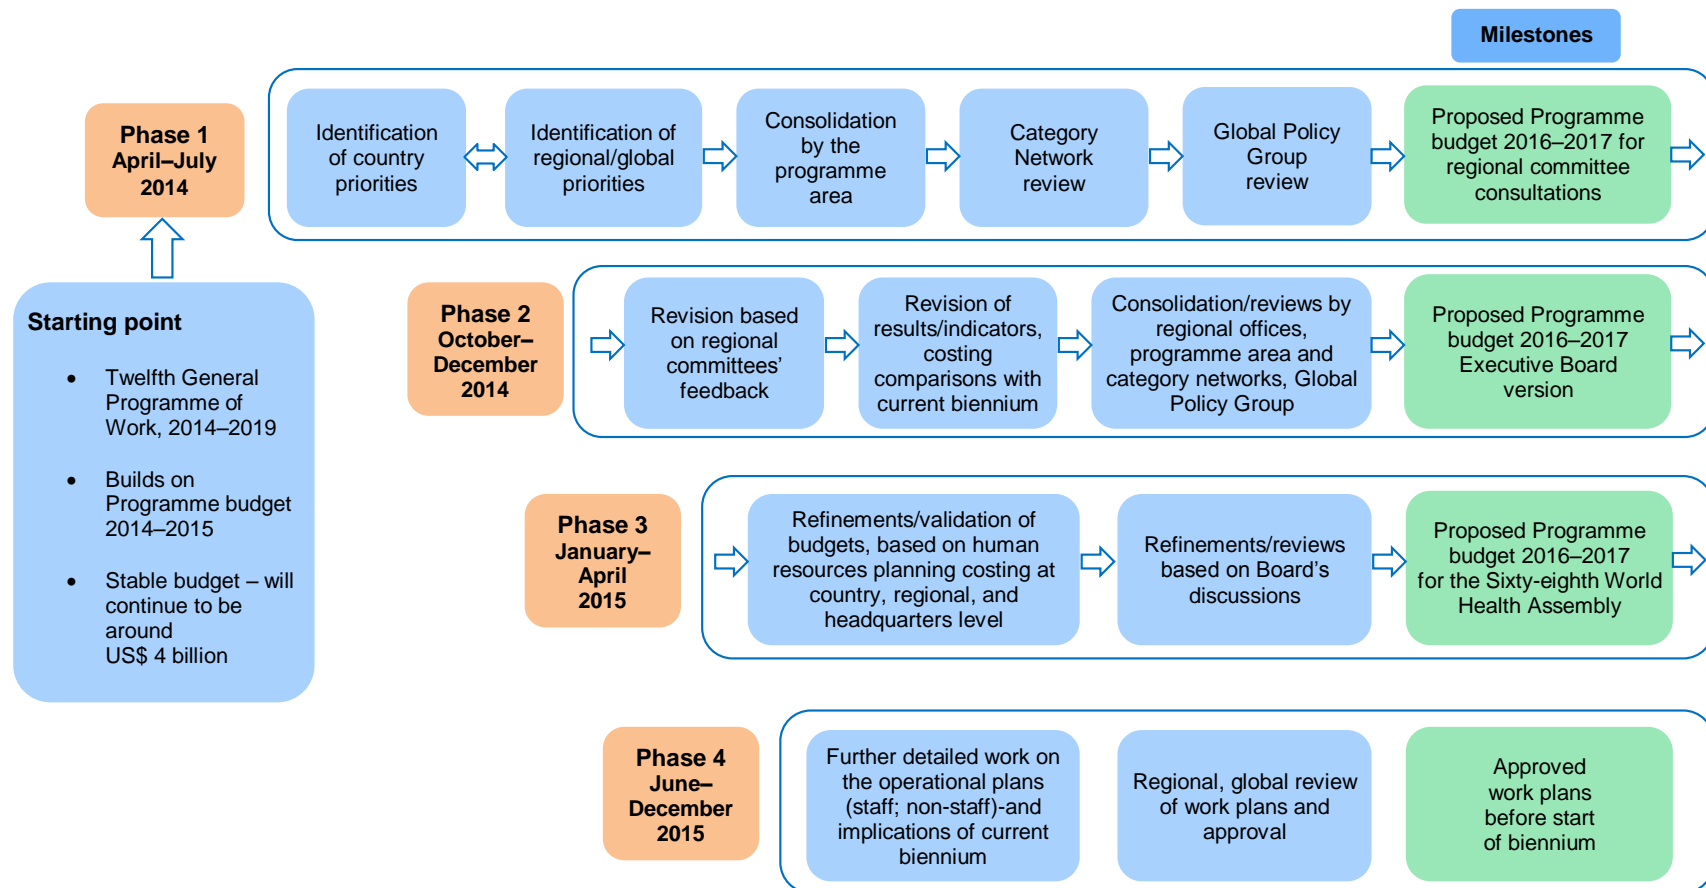 Milestones
Phase 1
April–July
2014
Identification
of country
priorities
Identification of
regional/global
priorities
Consolidation
by the
programme
area
Category
Network
review
Global Policy
Group
review
Proposed Programme
budget 2016–2017 for
regional committee
consultations
Starting point
• Twelfth General
Programme of
Work, 2014–2019
• Builds on
Programme budget
2014–2015
• Stable budget – will
continue to be
around
US$ 4 billion
Phase 2
October–
December
2014
Revision based
on regional
committees’
feedback
Revision of
results/indicators,
costing
comparisons with
current biennium
Consolidation/reviews by
regional offices,
programme area and
category networks, Global
Policy Group
Proposed Programme
budget 2016–2017
Executive Board
version
Phase 3
January–
April
2015
Refinements/validation of
budgets, based on human
resources planning costing at
country, regional, and
headquarters level
Refinements/reviews
based on Board’s
discussions
Proposed Programme
budget 2016–2017
for the Sixty-eighth World
Health Assembly
Phase 4
June–
December
2015
Further detailed work on
the operational plans
(staff; non-staff)-and
implications of current
biennium
Regional, global review
of work plans and
approval
Approved
work plans
before start
of biennium